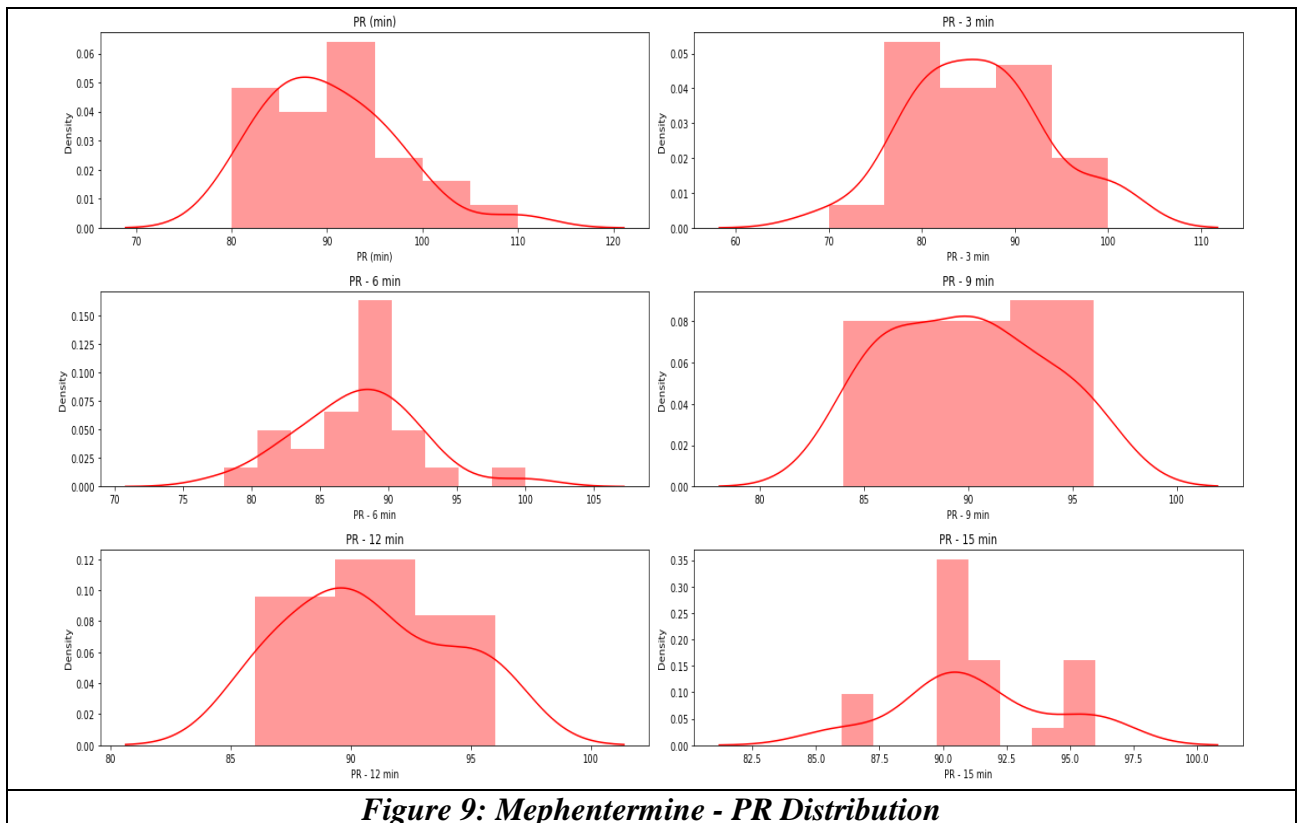 PR (min)
0.06
0.05
0.04
0.03
0.02
0.01
0.00
Density
70 80 90 100 110 120
PR (min)
PR - 3 min
0.05
0.04
0.03
0.02
0.01
0.00
Density
60 70 80 90 100 110
PR - 3 min
PR - 6 min
0.150
0.125
0.100
0.075
0.050
0.025
0.000
Density
70 75 80 85 90 95 100 105
PR - 6 min
PR - 9 min
0.08
0.06
0.04
0.02
0.00
Density
80 85 90 95 100
PR - 9 min
PR - 12 min
0.12
0.10
0.08
0.06
0.04
0.02
0.00
Density
80 85 90 95 100
PR - 12 min
PR - 15 min
0.35
0.30
0.25
0.20
0.15
0.10
0.05
0.00
Density
82.5 85.0 87.5 90.0 92.5 95.0 97.5 100.0
PR - 15 min
Figure 9: Mephentermine - PR Distribution